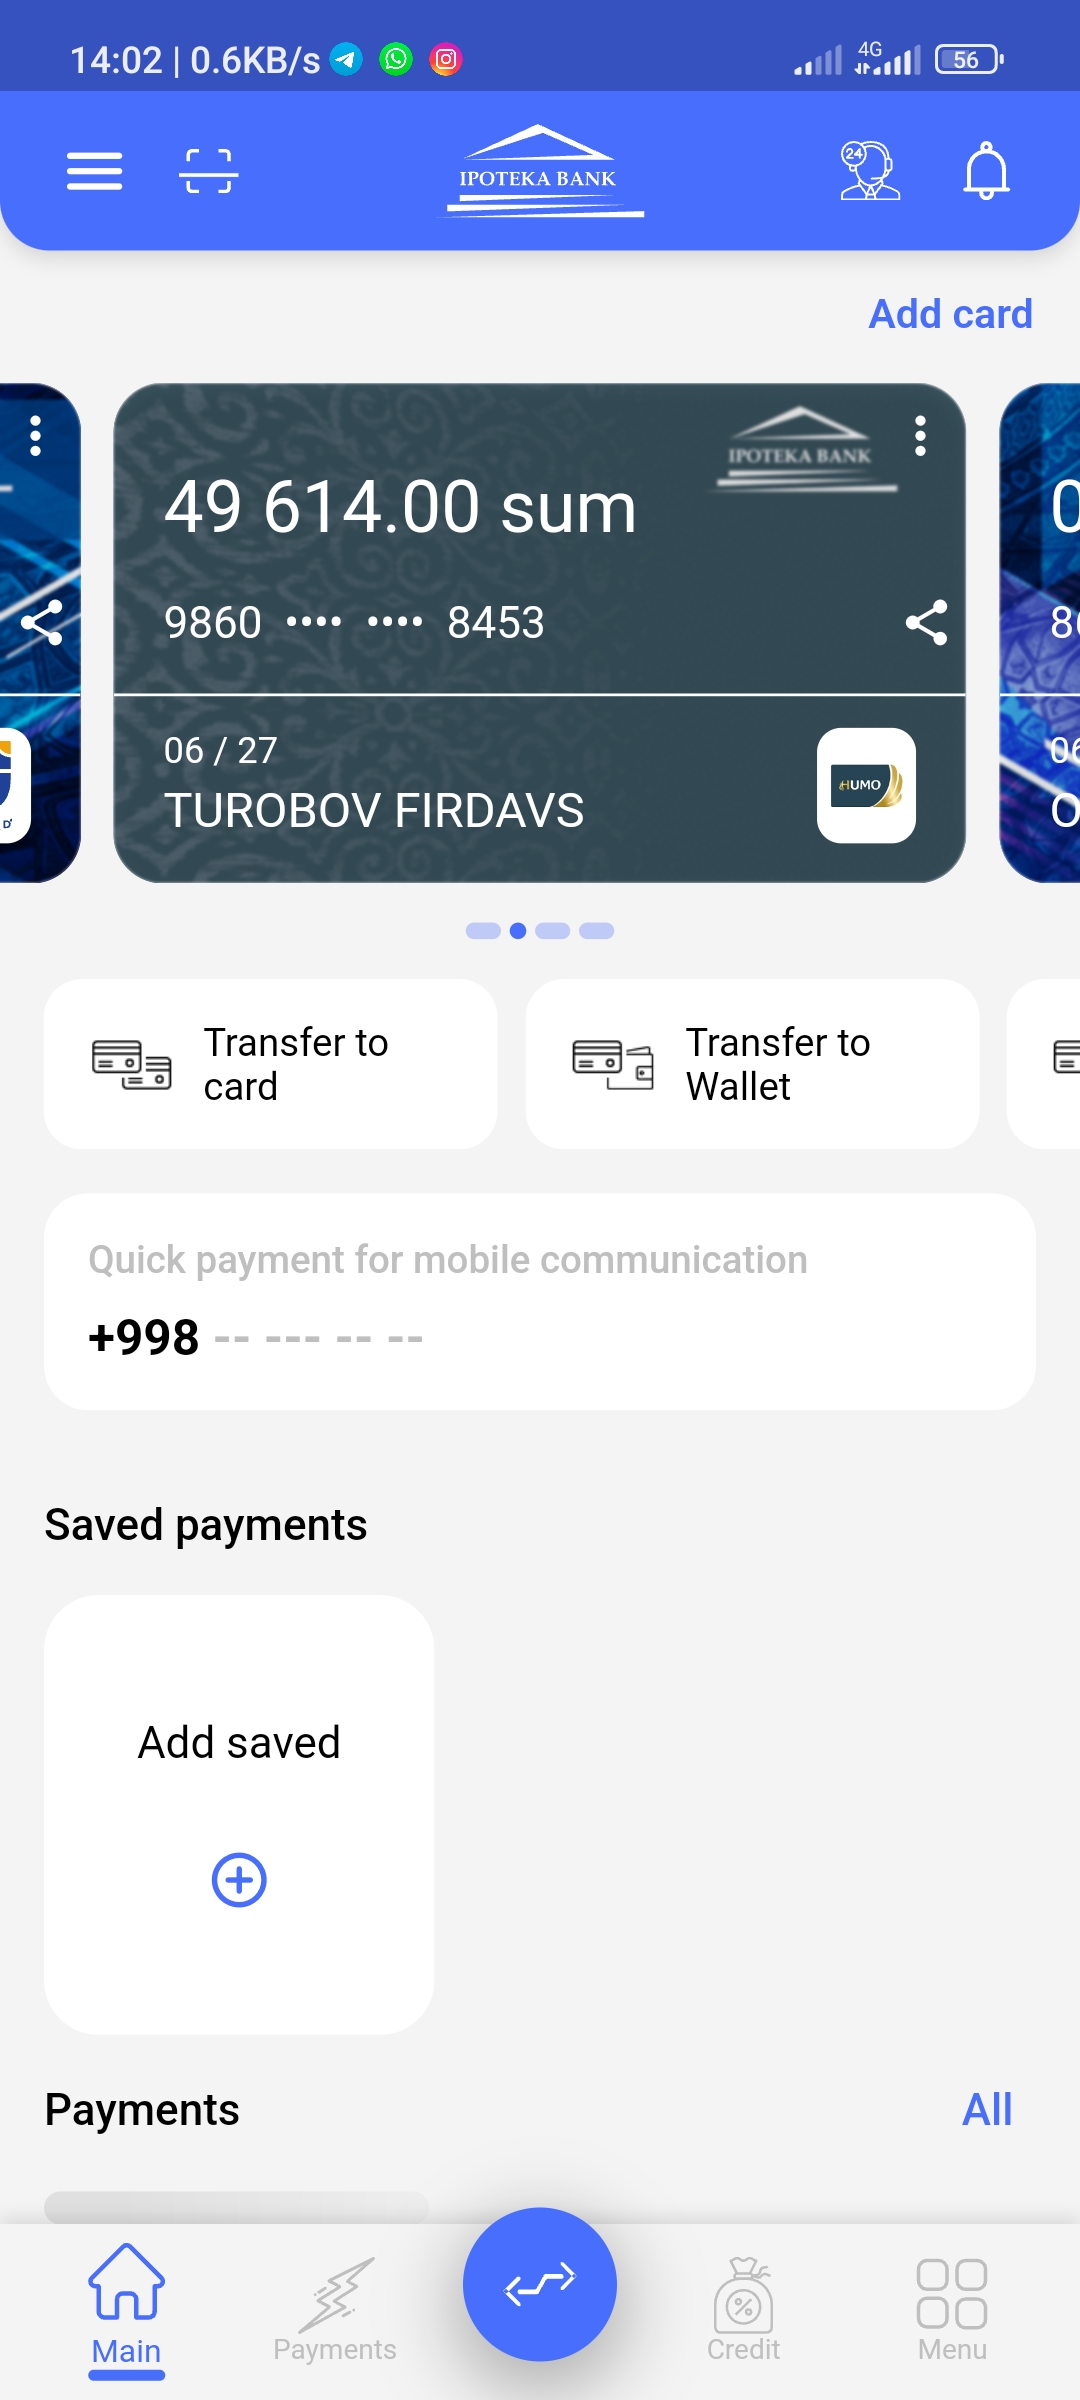 14:02 | 0.6KB/s
4G
56
24
IPOTEKA BANK
Add card
IPOTEKA BANK
49 614.00 sum
9860 •••• •••• 8453
06 / 27
TUROBOV FIRDAVS
HUMO
Transfer to
card
Transfer to
Wallet
Quick payment for mobile communication
+998 -- --- -- --
Saved payments
Add saved
Payments
All
Main
Payments
Credit
Menu